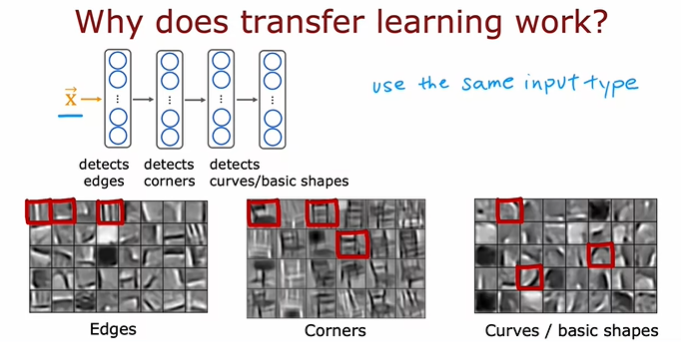 Why does transfer learning work?
x⃗
use the same input type
detects detects detects
edges corners curves/basic shapes
Edges
Corners
Curves / basic shapes